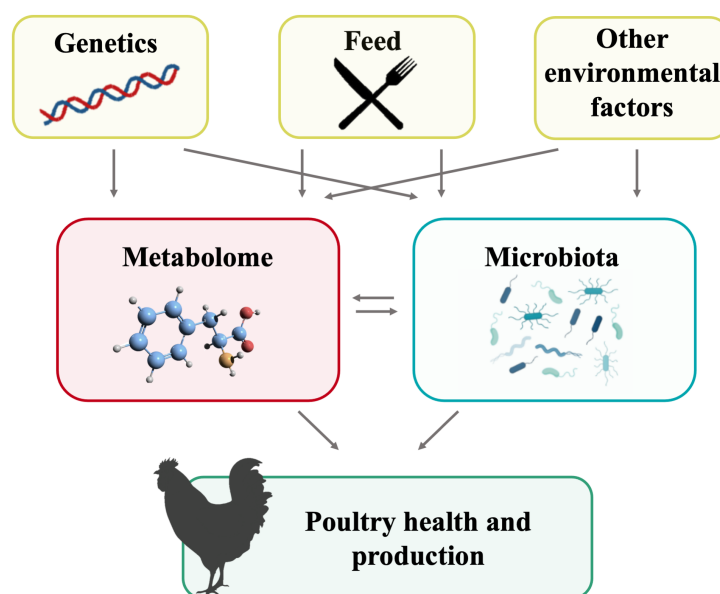 Genetics
Feed
Other
environmental
factors
Metabolome
Microbiota
Poultry health and
production